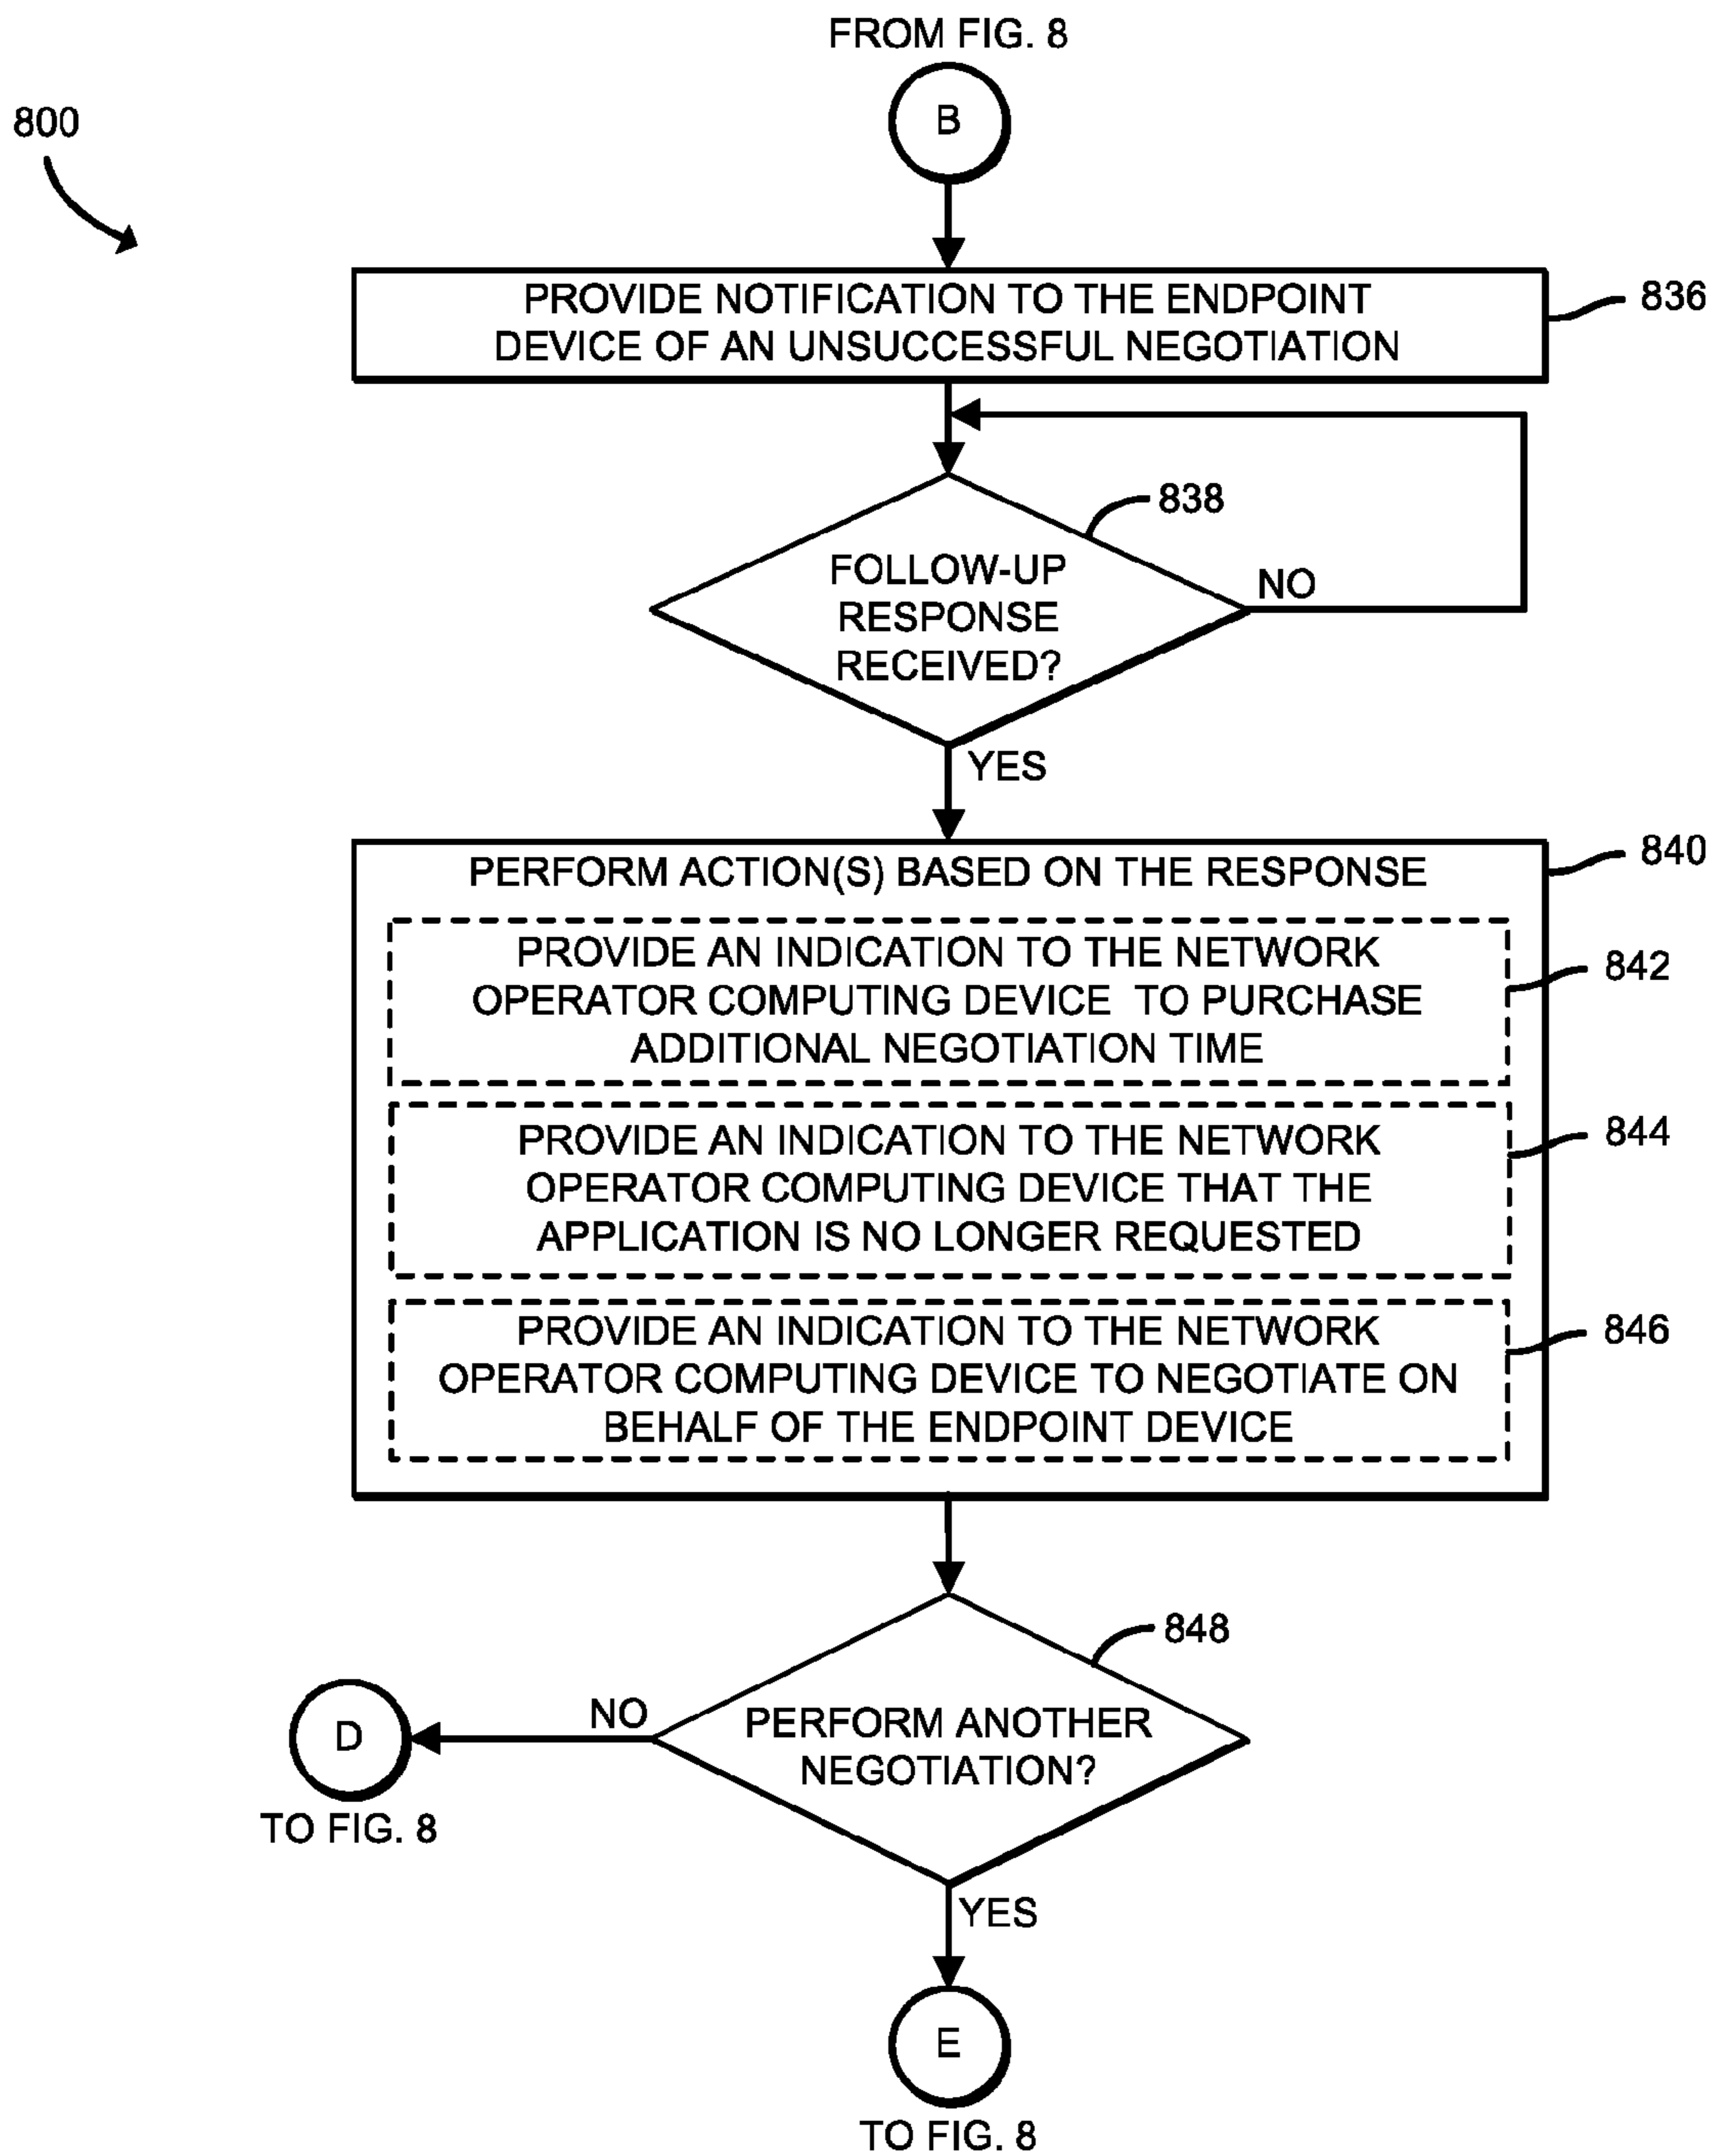 FROM FIG. 8
B
800
PROVIDE NOTIFICATION TO THE ENDPOINT
DEVICE OF AN UNSUCCESSFUL NEGOTIATION
836
838
FOLLOW-UP
RESPONSE
RECEIVED?
NO
YES
840
PERFORM ACTION(S) BASED ON THE RESPONSE
PROVIDE AN INDICATION TO THE NETWORK
OPERATOR COMPUTING DEVICE TO PURCHASE
ADDITIONAL NEGOTIATION TIME
842
PROVIDE AN INDICATION TO THE NETWORK
OPERATOR COMPUTING DEVICE THAT THE
APPLICATION IS NO LONGER REQUESTED
844
PROVIDE AN INDICATION TO THE NETWORK
OPERATOR COMPUTING DEVICE TO NEGOTIATE ON
BEHALF OF THE ENDPOINT DEVICE
846
848
PERFORM ANOTHER
NEGOTIATION?
NO
D
TO FIG. 8
YES
E
TO FIG. 8